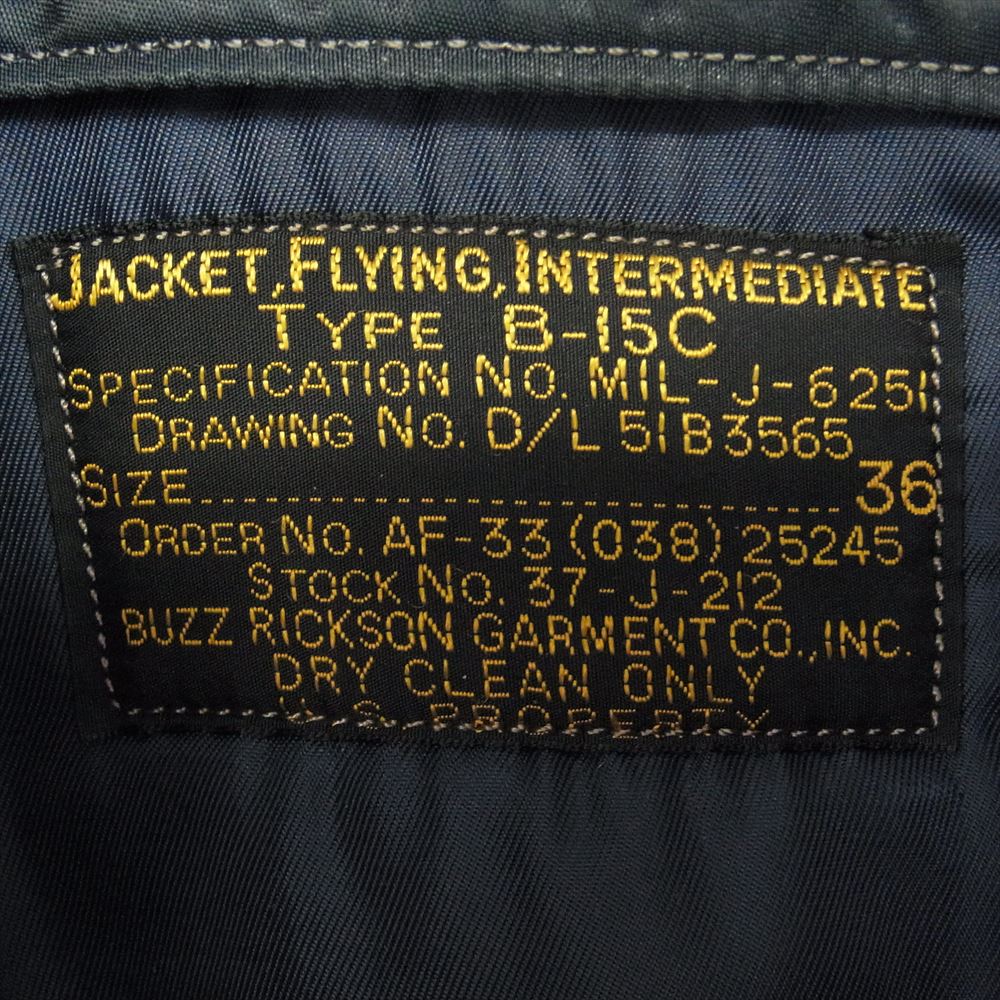 JACKET, FLYING, INTERMEDIATE
TYPE B-15C
SPECIFICATION NO. MIL-J-6251
DRAWING NO. D/L 51B3565
SIZE.................................36
ORDER NO. AF-33(038)25245
STOCK NO. 37-J-212
BUZZ RICKSON GARMENT CO., INC.
DRY CLEAN ONLY
U.S. PROPERTY